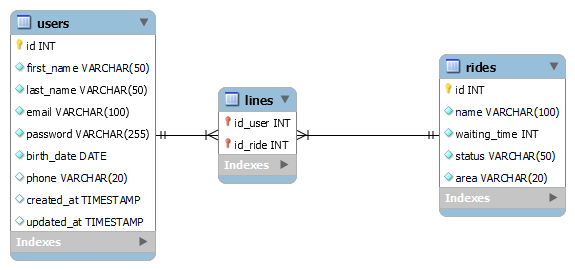 users
id INT
first_name VARCHAR(50)
last_name VARCHAR(50)
email VARCHAR(100)
password VARCHAR(255)
birth_date DATE
phone VARCHAR(20)
created_at TIMESTAMP
updated_at TIMESTAMP
Indexes
lines
id_user INT
id_ride INT
Indexes
rides
id INT
name VARCHAR(100)
waiting_time INT
status VARCHAR(50)
area VARCHAR(20)
Indexes